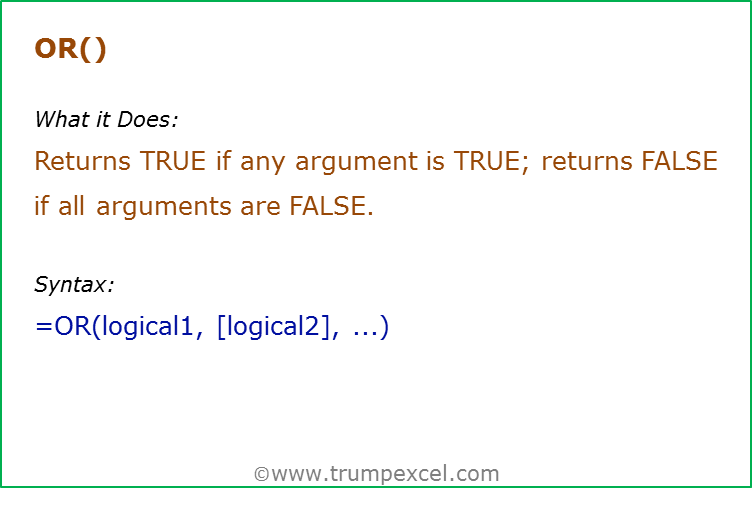 OR()
What it Does:
Returns TRUE if any argument is TRUE; returns FALSE
if all arguments are FALSE.
Syntax:
=OR(logical1, [logical2], ...)
©www.trumpexcel.com